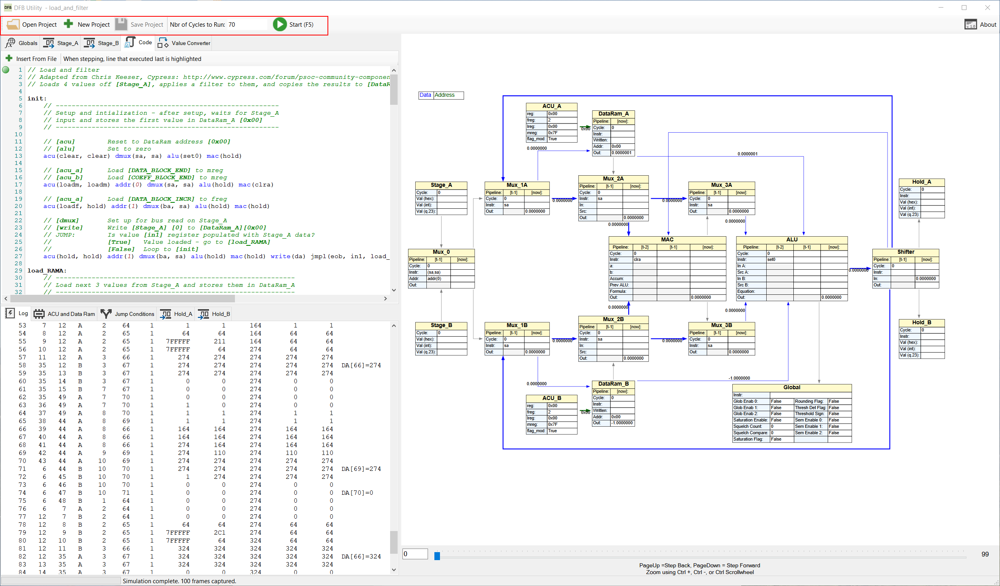 DFB DFB Utility - load_and_filter
Open Project New Project Save Project Nbr of Cycles to Run: 70 Start (F5) v. 1.0 About
Globals Stage_A Stage_B Code Value Converter
Insert From File When stepping, line that executed last is highlighted
1 // Load and filter
2 // Adapted from Chris Keeser, Cypress: http://www.cypress.com/forum/psoc-community-componen
3 // Loads 4 values off [Stage_A], applies a filter to them, and copies the results to [DataR
4
5 init:
6 // --------------------------------------------------------
7 // Setup and intialization - after setup, waits for Stage_A
8 // input and stores the first value in DataRam_A [0x00]
9 // --------------------------------------------------------
10
11 // [acu] Reset to DataRam address [0x00]
12 // [alu] Set to zero
13 acu(clear, clear) dmux(sa, sa) alu(set0) mac(hold)
14
15 // [acu_a] Load [DATA_BLOCK_END] to mreg
16 // [acu_b] Load [COEFF_BLOCK_END] to mreg
17 acu(loadm, loadm) addr(0) dmux(sa, sa) alu(hold) mac(clra)
18
19 // [acu_a] Load [DATA_BLOCK_INCR] to freg
20 acu(loadf, hold) addr(1) dmux(ba, sa) alu(hold) mac(hold)
21
22 // [dmux] Set up for bus read on Stage_A
23 // [write] Write [Stage_A] [0] to [DataRam_A][0x00]
24 // JUMP: Is value [in1] register populated with Stage_A data?
25 // [True] Value loaded - go to [load_RAMA]
26 // [False] Loop to [init]
27 acu(hold, hold) addr(1) dmux(ba, sa) alu(hold) mac(hold) write(da) jmpl(eob, in1, load_
28
29 load_RAMA:
30 // ------------------------------------------------------------
31 // Load next 3 values from Stage_A and stores them in DataRam_A
32 // ------------------------------------------------------------
Log ACU and Data Ram Jump Conditions Hold_A Hold_B
53 7 12 A 2 64 1 1 1 164 1 1
54 8 12 A 2 65 1 64 64 164 64 64
55 9 12 A 2 65 1 7FFFFF 211 164 64 64
56 10 12 A 2 65 1 7FFFFF 64 274 64 64
57 11 12 A 3 66 1 274 274 274 274 274
58 35 12 B 3 67 1 274 274 274 274 274 DA[66]=274
59 35 13 B 3 67 1 274 274 274 274 274
60 35 14 B 3 67 1 0 0 274 0 0
61 35 15 B 7 67 1 0 0 274 0 0
62 35 49 A 7 70 1 0 0 274 0 0
63 36 49 A 7 70 1 1 0 274 0 0
64 37 49 A 8 70 1 1 1 274 1 1
65 38 44 A 8 69 1 1 1 274 1 1
66 39 44 A 8 66 1 164 164 274 164 164
67 40 44 A 8 66 1 164 164 274 164 164
68 41 44 A 8 66 1 274 164 274 164 164
69 42 44 A 9 69 1 274 110 274 110 110
70 43 44 A 10 69 1 274 274 274 274 274
71 6 44 B 10 70 1 274 274 274 274 274 DA[69]=274
72 6 45 B 10 70 1 1 274 274 274 274
73 6 46 B 10 70 1 0 0 274 0 0
74 6 47 B 10 71 1 0 0 274 0 0 DA[70]=0
75 6 48 B 1 64 1 0 0 274 0 0
76 6 7 A 2 64 1 0 0 274 0 0
77 12 7 B 2 64 1 0 0 274 0 0
78 12 8 B 2 65 1 64 64 274 64 64
79 12 9 B 2 65 1 7FFFFF 2C1 274 64 64
80 12 10 B 2 65 1 7FFFFF 64 324 64 64
81 12 11 B 3 66 1 324 324 324 324 324
82 12 35 A 3 67 1 324 324 324 324 324 DA[66]=324
83 13 35 A 3 67 1 324 324 324 324 324
84 14 35 A 3 67 1 0 0 324 0 0
Simulation complete. 100 frames captured.
Data Address
ACU_A
reg: 0x00
freg: 2
lreg: 0x00
mreg: 0x7F
flag_mod: True
0x00
DataRam_A
Pipeline: [now]:
Cycle: 0
Instr:
Written:
Addr: 0x00
Out: 0.0000001
0.0000000
0.0000001
Stage_A
Cycle: 0
Val (hex):
Val (int):
Val (q.23):
Mux_1A
Pipeline: [t-1] [now]:
Cycle: 0
Instr: sa
Out: 0.0000000
0.0000000
Mux_2A
Pipeline: [t-1] [now]:
Cycle: 0
Instr: sa
In:
Src:
Out: 0.0000000
0.0000000
0.0000000
Mux_3A
Pipeline: [t-1] [now]:
Cycle: 0
Instr: sa
Out: 0.0000000
0.0000000
Hold_A
Cycle: 0
Instr:
Val (hex):
Val (int):
Val (q.23):
Mux_0
Pipeline: [t-1] [now]:
Cycle: 0
Instr: (sa,sa)
Addr: addr(0)
Out:
MAC
Pipeline: [t-2] [t-1] [now]:
Cycle: 0
Instr: clra
a:
b:
Accum:
Prev ALU:
Formula:
Out: 0.0000000
ALU
Pipeline: [t-2] [t-1] [now]:
Cycle: 0
Instr: set0
In A:
Src A:
In B:
Src B:
Equation:
Out: 0.0000000
0.0000000
Shifter
Pipeline: [t-1] [now]:
Cycle: 0
Instr:
In: 0.0000000
Out:
Stage_B
Cycle: 0
Val (hex):
Val (int):
Val (q.23):
Mux_1B
Pipeline: [t-1] [now]:
Cycle: 0
Instr: sa
Out: 0.0000000
0.0000000
0.0000000
Mux_2B
Pipeline: [t-1] [now]:
Cycle: 0
Instr: sa
In:
Src:
Out: 0.0000000
0.0000000
0.0000000
Mux_3B
Pipeline: [t-1] [now]:
Cycle: 0
Instr: sa
Out: 0.0000000
Hold_B
Cycle: 0
Instr:
Val (hex):
Val (int):
Val (q.23):
0.0000000
-1.0000000
ACU_B
reg: 0x00
freg: 2
lreg: 0x00
mreg: 0x7F
flag_mod: True
0x00
DataRam_B
Pipeline: [now]:
Cycle: 0
Instr:
Written:
Addr: 0x00
Out: -1.0000000
Global
Instr:
Glob Enab 0: False Rounding Flag: False
Glob Enab 1: False Thresh Det Flag: False
Glob Enab 2: False Threshold Sign: False
Saturation Enable: False Sem Enable 0: False
Squelch Count: 0 Sem Enable 1: False
Squelch Compare: 0 Sem Enable 2: False
Saturation Flag: False
0 99
PageUp =Step Back, PageDown = Step Forward
Zoom using Ctrl +, Ctrl -, or Ctrl Scrollwheel